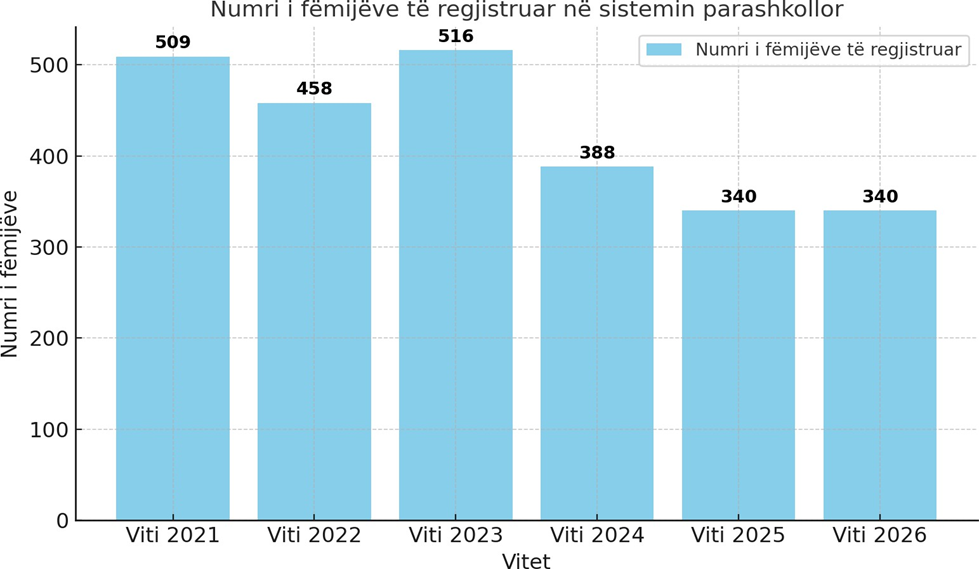 Numri i fëmijëve të regjistruar në sistemin parashkollor
Numri i fëmijëve të regjistruar
509
458
516
388
340
340
500
400
300
200
100
0
Numri i fëmijëve
Viti 2021
Viti 2022
Viti 2023
Viti 2024
Viti 2025
Viti 2026
Vitet